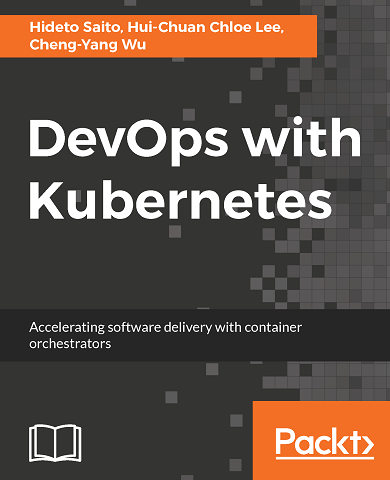 Hideto Saito, Hui-Chuan Chloe Lee,
Cheng-Yang Wu
DevOps with
Kubernetes
Accelerating software delivery with container
orchestrators
Packt>